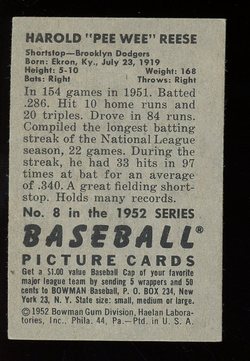 HAROLD "PEE WEE" REESE
Shortstop—Brooklyn Dodgers
Born: Ekron, Ky., July 23, 1919
Height: 5-10 Weight: 168
Bats: Right Throws: Right
In 154 games in 1951. Batted
.286. Hit 10 home runs and
20 triples. Drove in 84 runs.
Compiled the longest batting
streak of the National League
season, 22 games. During the
streak, he had 33 hits in 97
times at bat for an average
of .340. A great fielding short-
stop. Holds many records.
No. 8 in the 1952 SERIES
BASEBALL
PICTURE CARDS
Get a $1.00 value Baseball Cap of your favorite
major league team by sending 5 wrappers and 50
cents to BOWMAN Baseball, P. O. BOX 234, New
York 23, N. Y. State size: small, medium or large.
©1952 Bowman Gum Division, Haelan Labora-
tories, Inc., Phila. 44, Pa.—Ptd. in U. S. A.